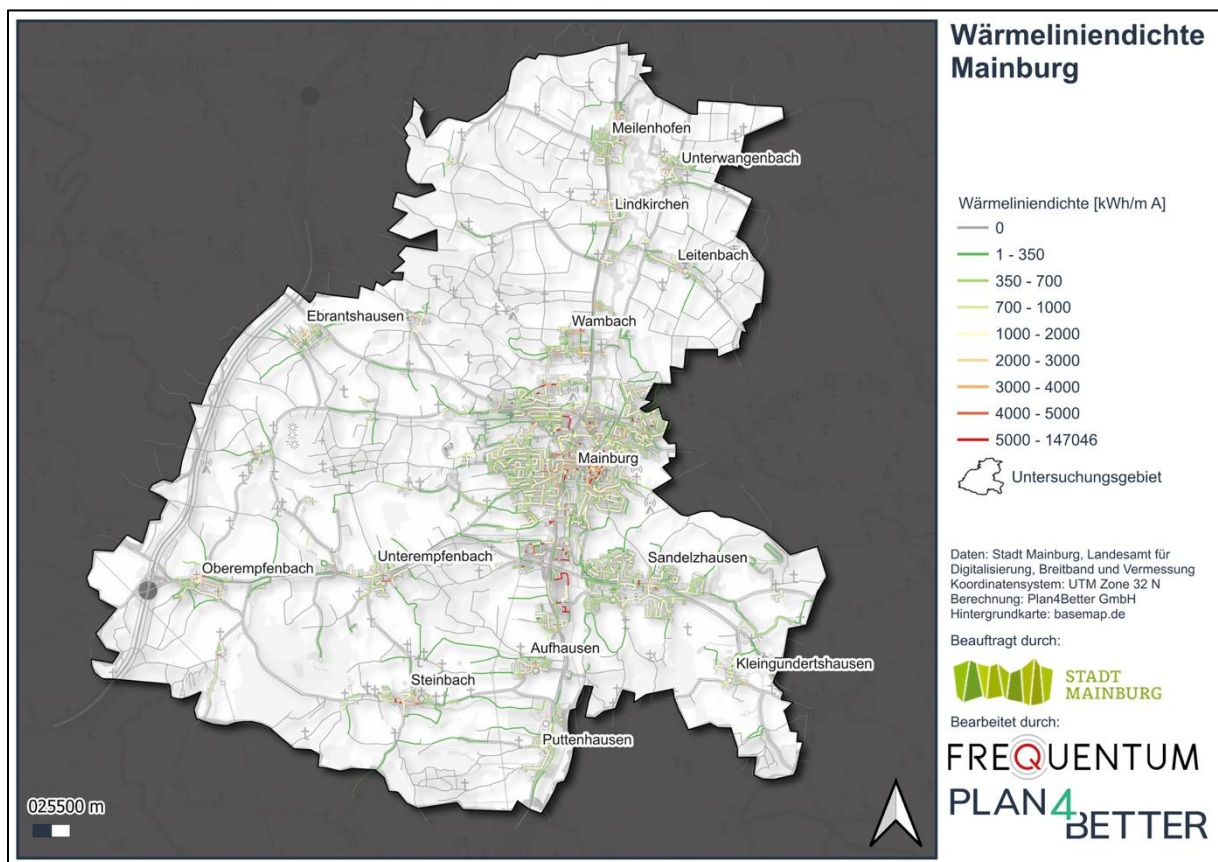 Wärmeliniendichte
Mainburg
Meilenhofen
Unterwangenbach
Lindkirchen
Leitenbach
Ebrantshausen
Wambach
Mainburg
Oberempfenbach
Unterempfenbach
Sandelzhausen
Aufhausen
Kleingundertshausen
Steinbach
Puttenhausen
025500 m
Wärmeliniendichte [kWh/m A]
0
1 - 350
350 - 700
700 - 1000
1000 - 2000
2000 - 3000
3000 - 4000
4000 - 5000
5000 - 147046
Untersuchungsgebiet
Daten: Stadt Mainburg, Landesamt für
Digitalisierung, Breitband und Vermessung
Koordinatensystem: UTM Zone 32 N
Berechnung: Plan4Better GmbH
Hintergrundkarte: basemap.de
Beauftragt durch:
STADT
MAINBURG
Bearbeitet durch:
FREQUENTUM
PLAN4
BETTER